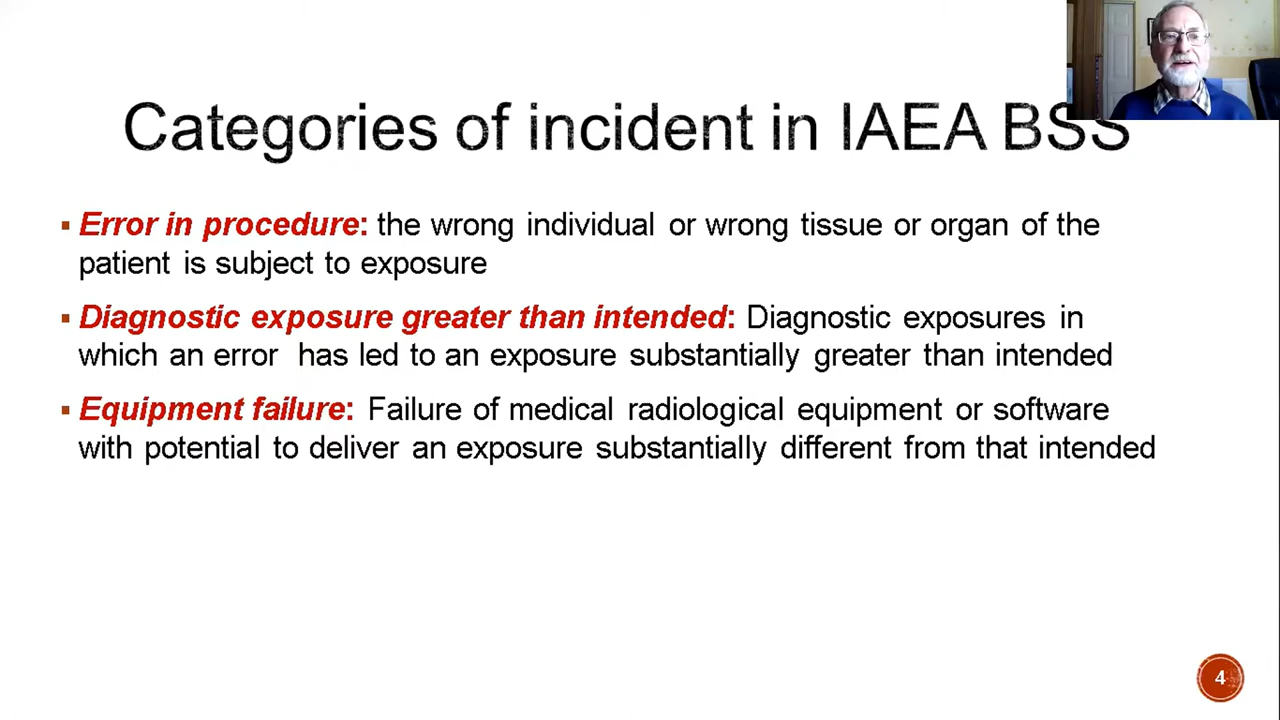 Categories of incident in IAEA BSS
▪ Error in procedure: the wrong individual or wrong tissue or organ of the
patient is subject to exposure
▪ Diagnostic exposure greater than intended: Diagnostic exposures in
which an error has led to an exposure substantially greater than intended
▪ Equipment failure: Failure of medical radiological equipment or software
with potential to deliver an exposure substantially different from that intended
4